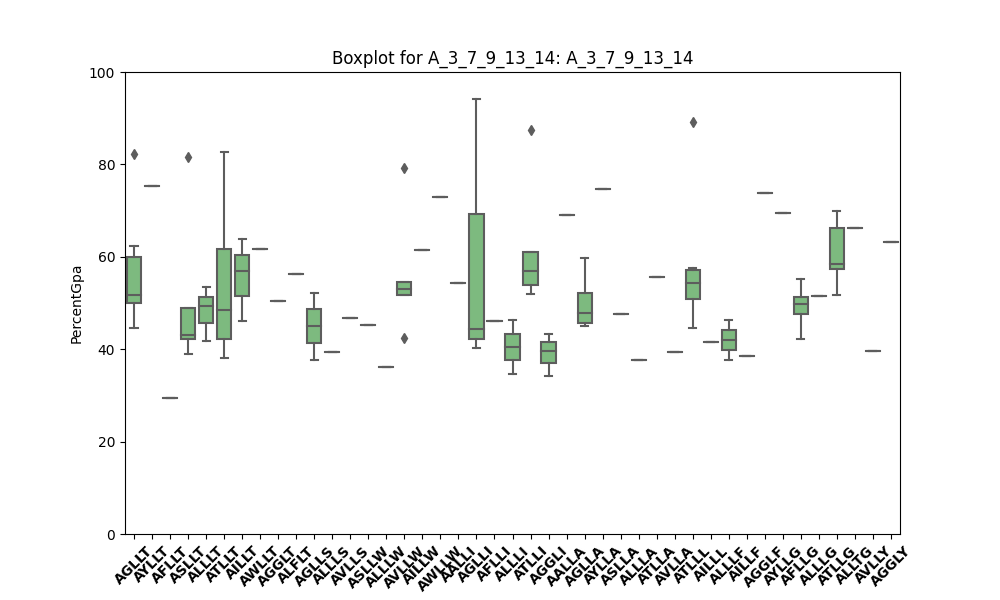 Boxplot for A_3_7_9_13_14: A_3_7_9_13_14
PercentGpa
100
80
60
40
20
0
AGLLT
AYLLT
AFLLT
ASLLT
ALLLT
ATLLT
AILLT
AWLLT
AGGLT
ALFLT
AGLLS
ALLLS
AVLLS
ASLLW
ALLLW
AVLLW
AILLW
AWLLW
AALLI
AGLLI
AFLLI
ALLLI
ATLLI
AGGLI
AALLA
AGLLA
AYLLA
ASLLA
ALLLA
ATLLA
AVLLA
ATLLL
AILLL
ALLLF
AILLF
AGGLF
AYLLG
AFLLG
ALLLG
ATLLG
ALLTG
AVLLY
AGGLY